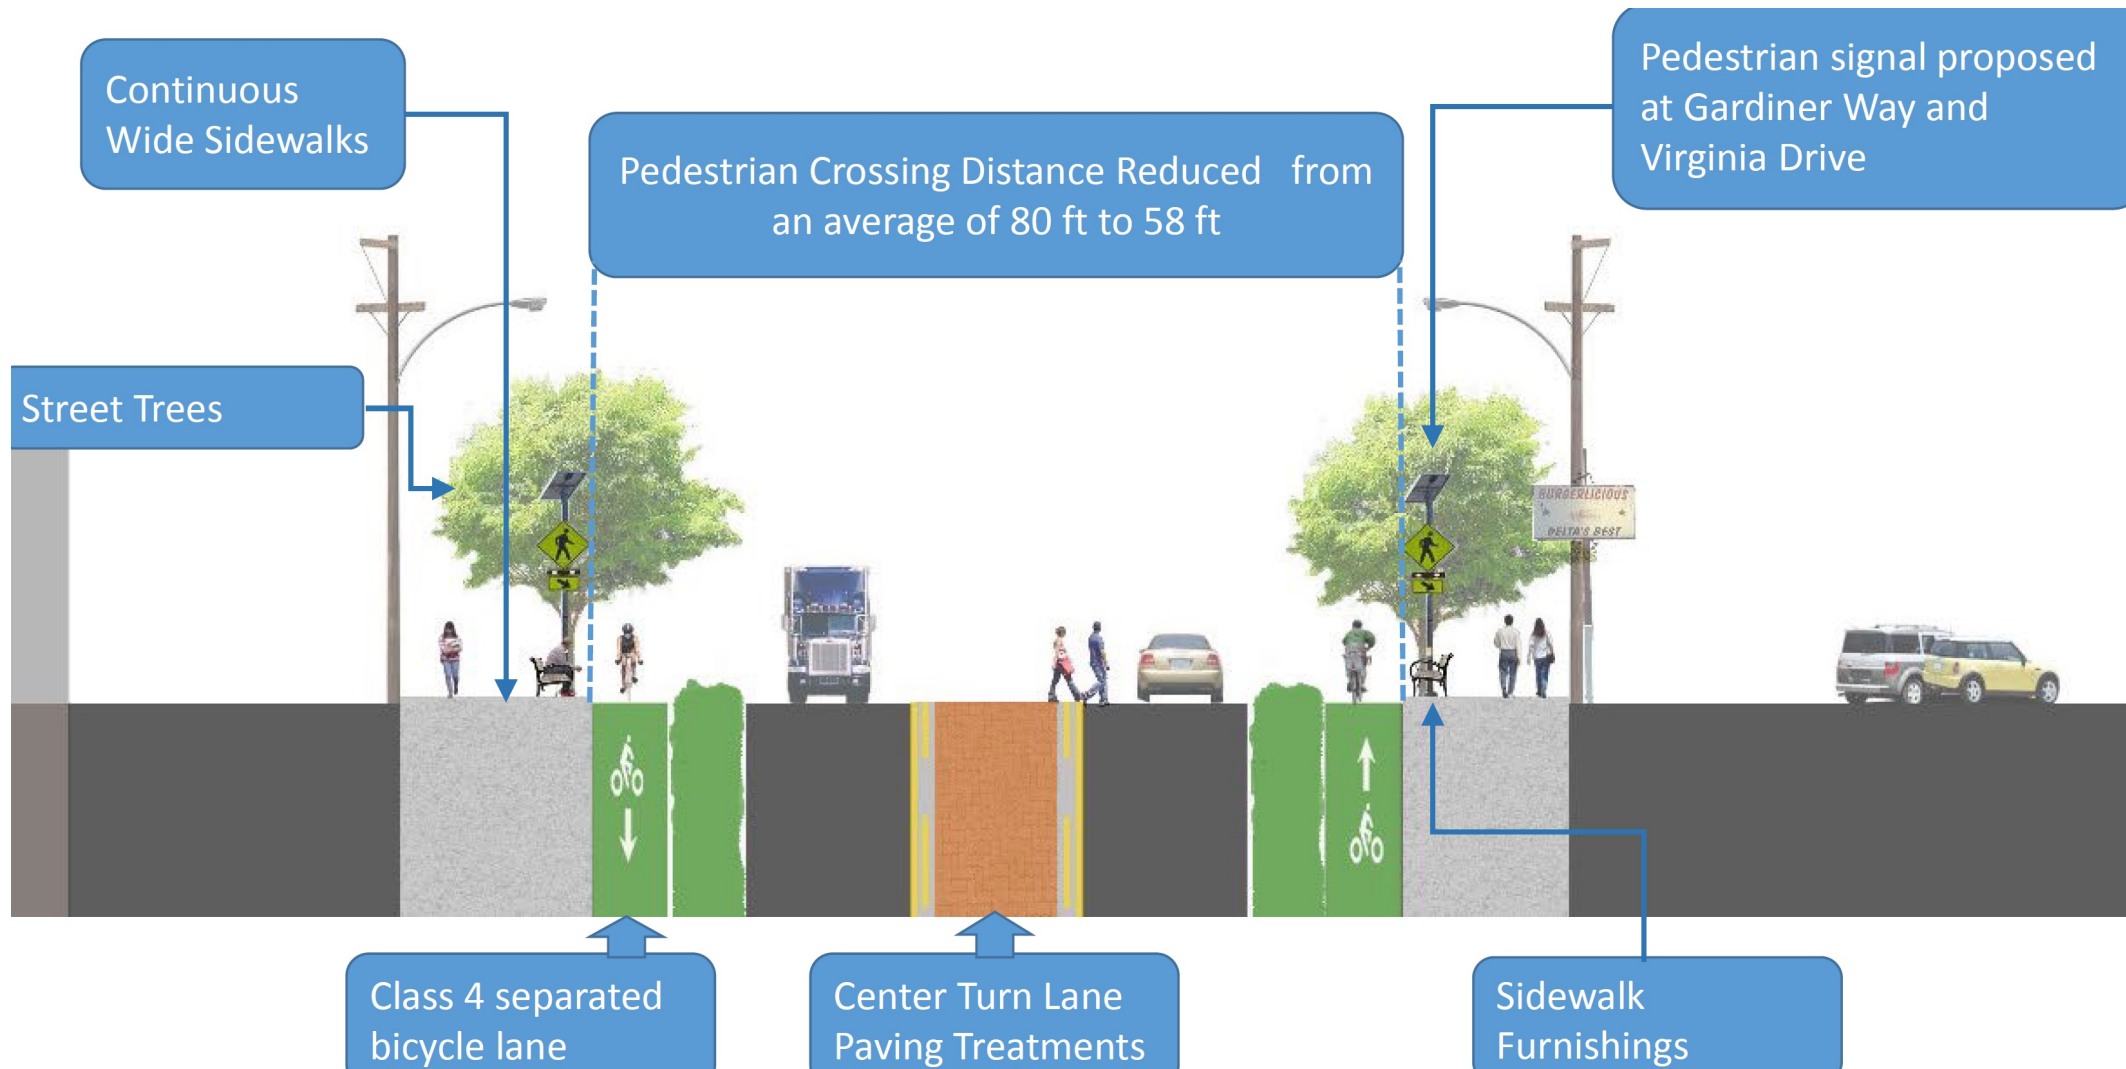 Continuous
Wide Sidewalks
Pedestrian Crossing Distance Reduced from
an average of 80 ft to 58 ft
Pedestrian signal proposed
at Gardiner Way and
Virginia Drive
Street Trees
BURGERLICIOUS
DELTA'S BEST
Class 4 separated
bicycle lane
Center Turn Lane
Paving Treatments
Sidewalk
Furnishings